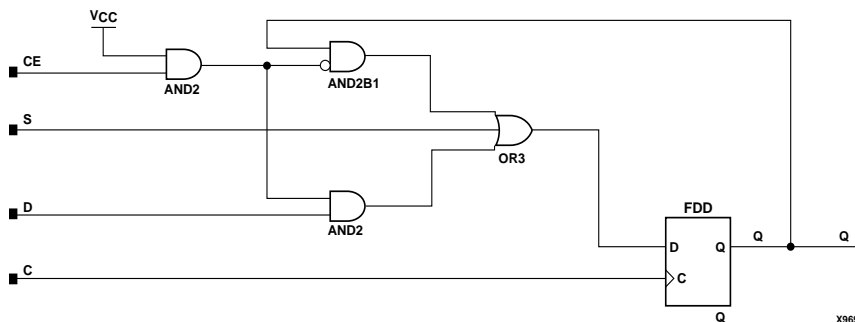 VCC
CE
AND2
AND2B1
S
OR3
D
AND2
FDD
D Q Q Q
C
C
Q